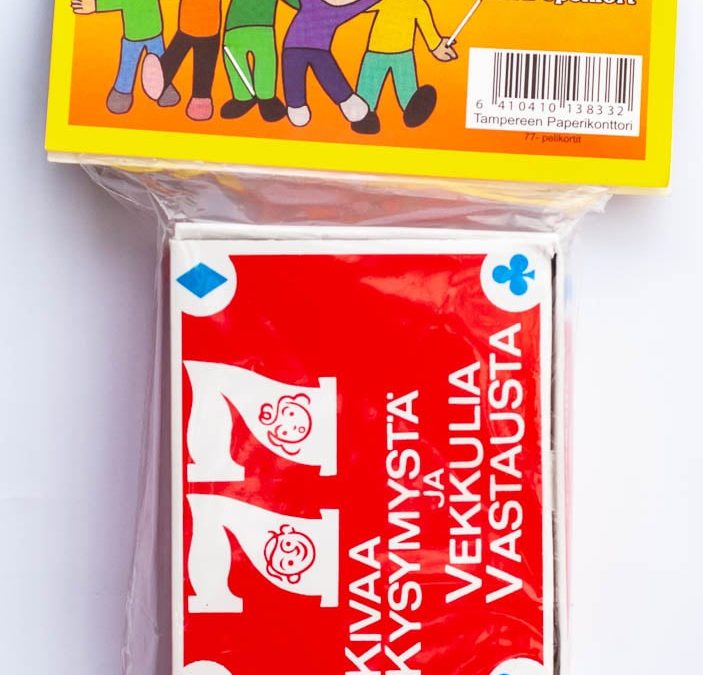 6 410410 138332
Tampereen Paperikonttori
77- pelikortit
77
KIVAA
KYSYMYSTÄ
JA
VEKKULIA
VASTAUSTA